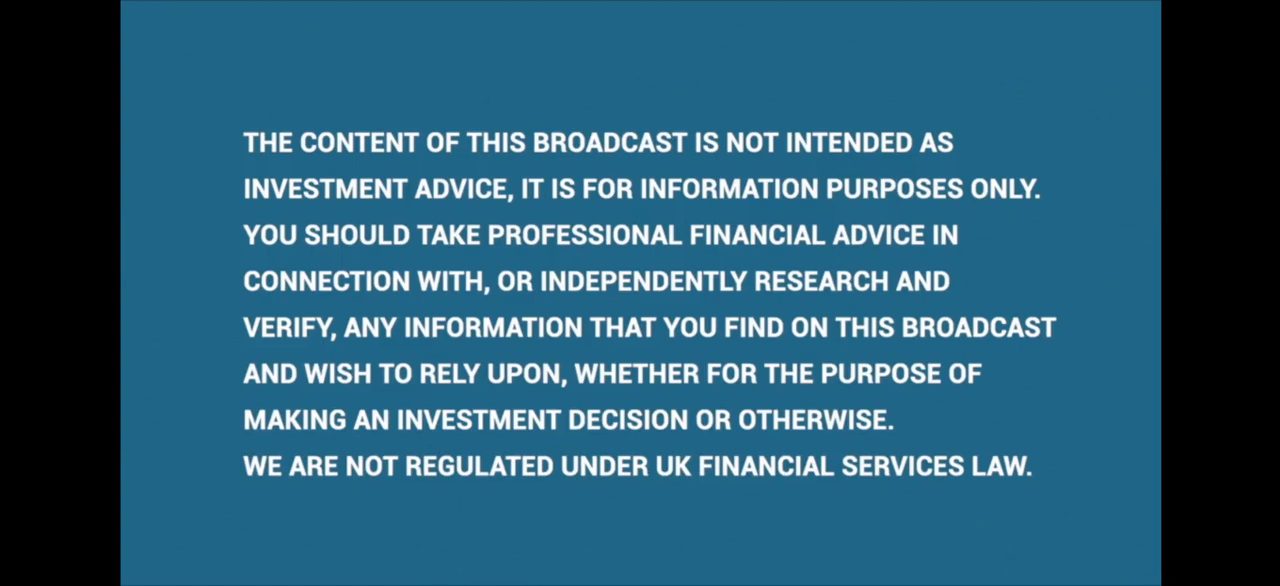 THE CONTENT OF THIS BROADCAST IS NOT INTENDED AS
INVESTMENT ADVICE, IT IS FOR INFORMATION PURPOSES ONLY.
YOU SHOULD TAKE PROFESSIONAL FINANCIAL ADVICE IN
CONNECTION WITH, OR INDEPENDENTLY RESEARCH AND
VERIFY, ANY INFORMATION THAT YOU FIND ON THIS BROADCAST
AND WISH TO RELY UPON, WHETHER FOR THE PURPOSE OF
MAKING AN INVESTMENT DECISION OR OTHERWISE.
WE ARE NOT REGULATED UNDER UK FINANCIAL SERVICES LAW.